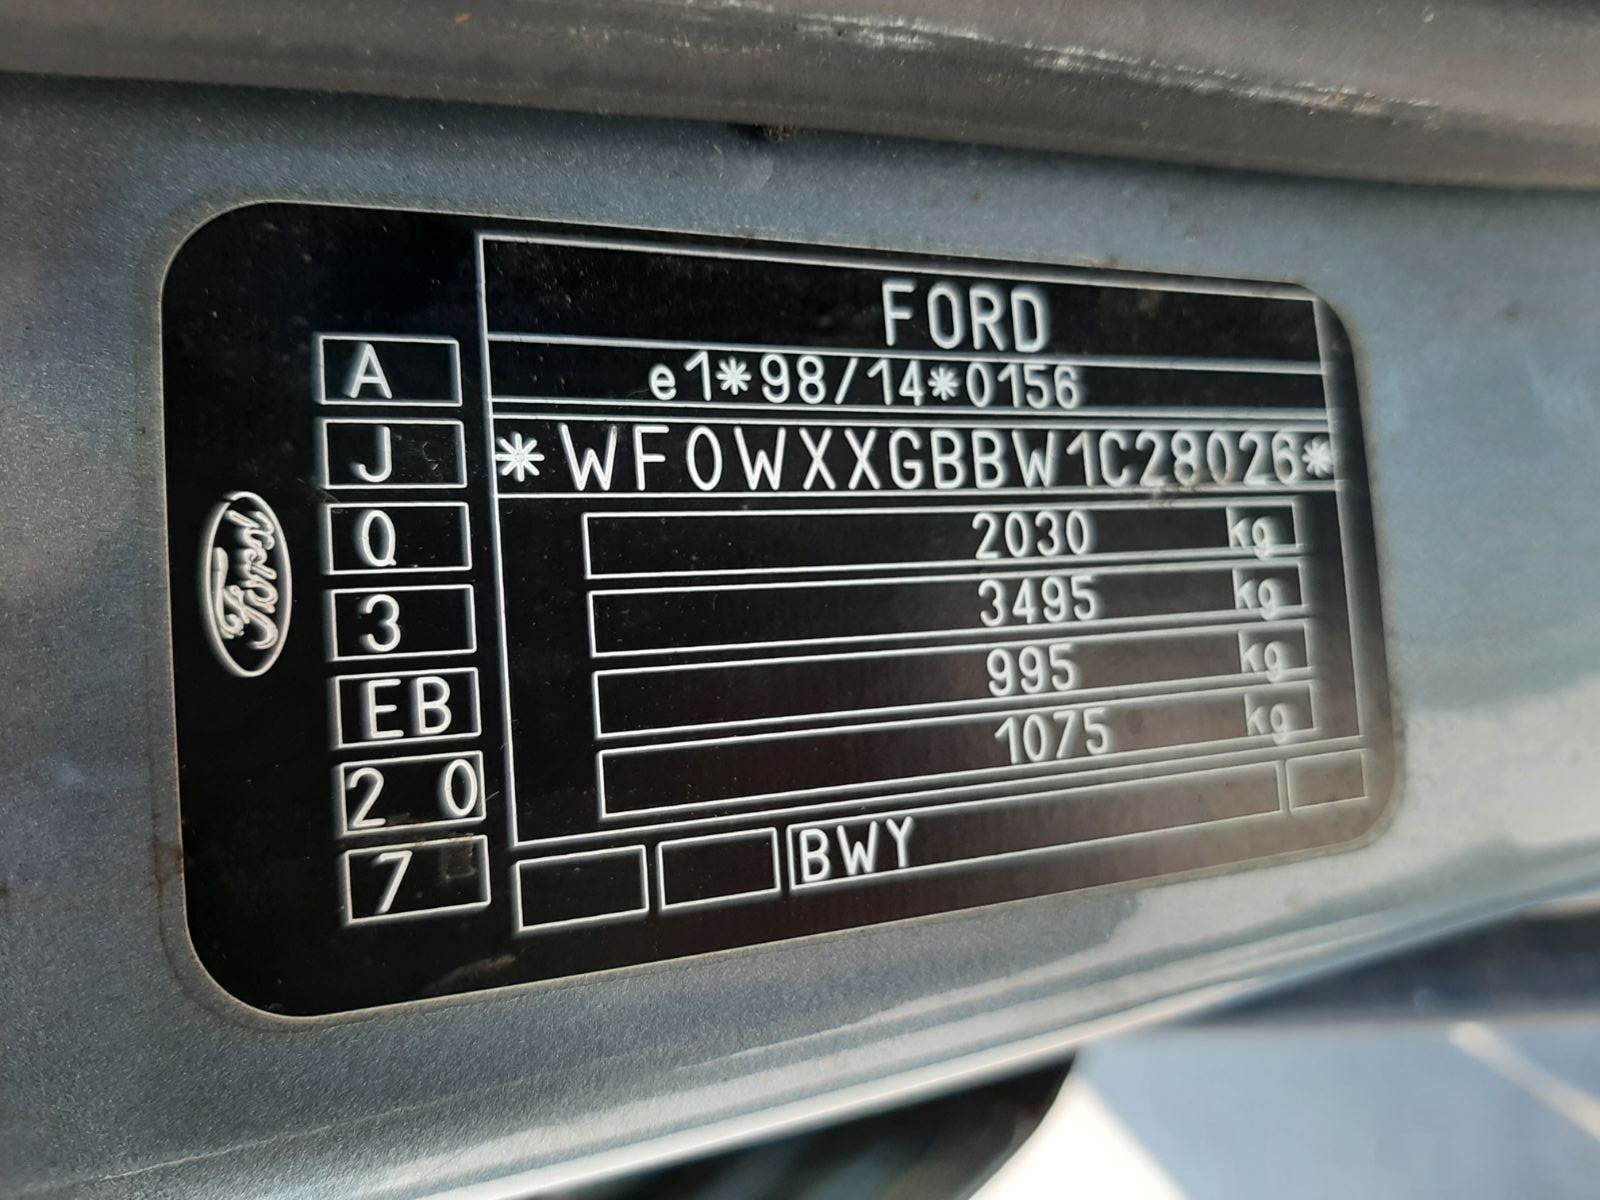 FORD
e1*98/14*0156
*WF0WXXGBBW1C28026*
2030 kg
3495 kg
995 kg
1075 kg
BWY
A
J
Q
3
EB
2 0
7
Ford